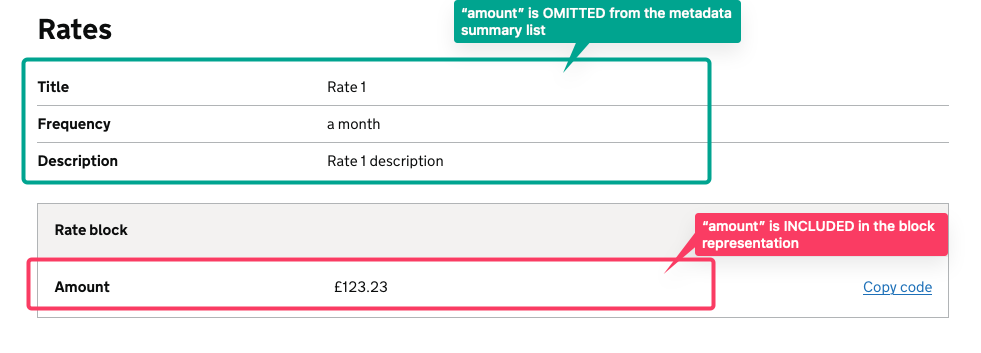 “amount” is OMITTED from the metadata
summary list
Rates
Title Rate 1
Frequency a month
Description Rate 1 description
“amount” is INCLUDED in the block
representation
Rate block
Amount £123.23 Copy code